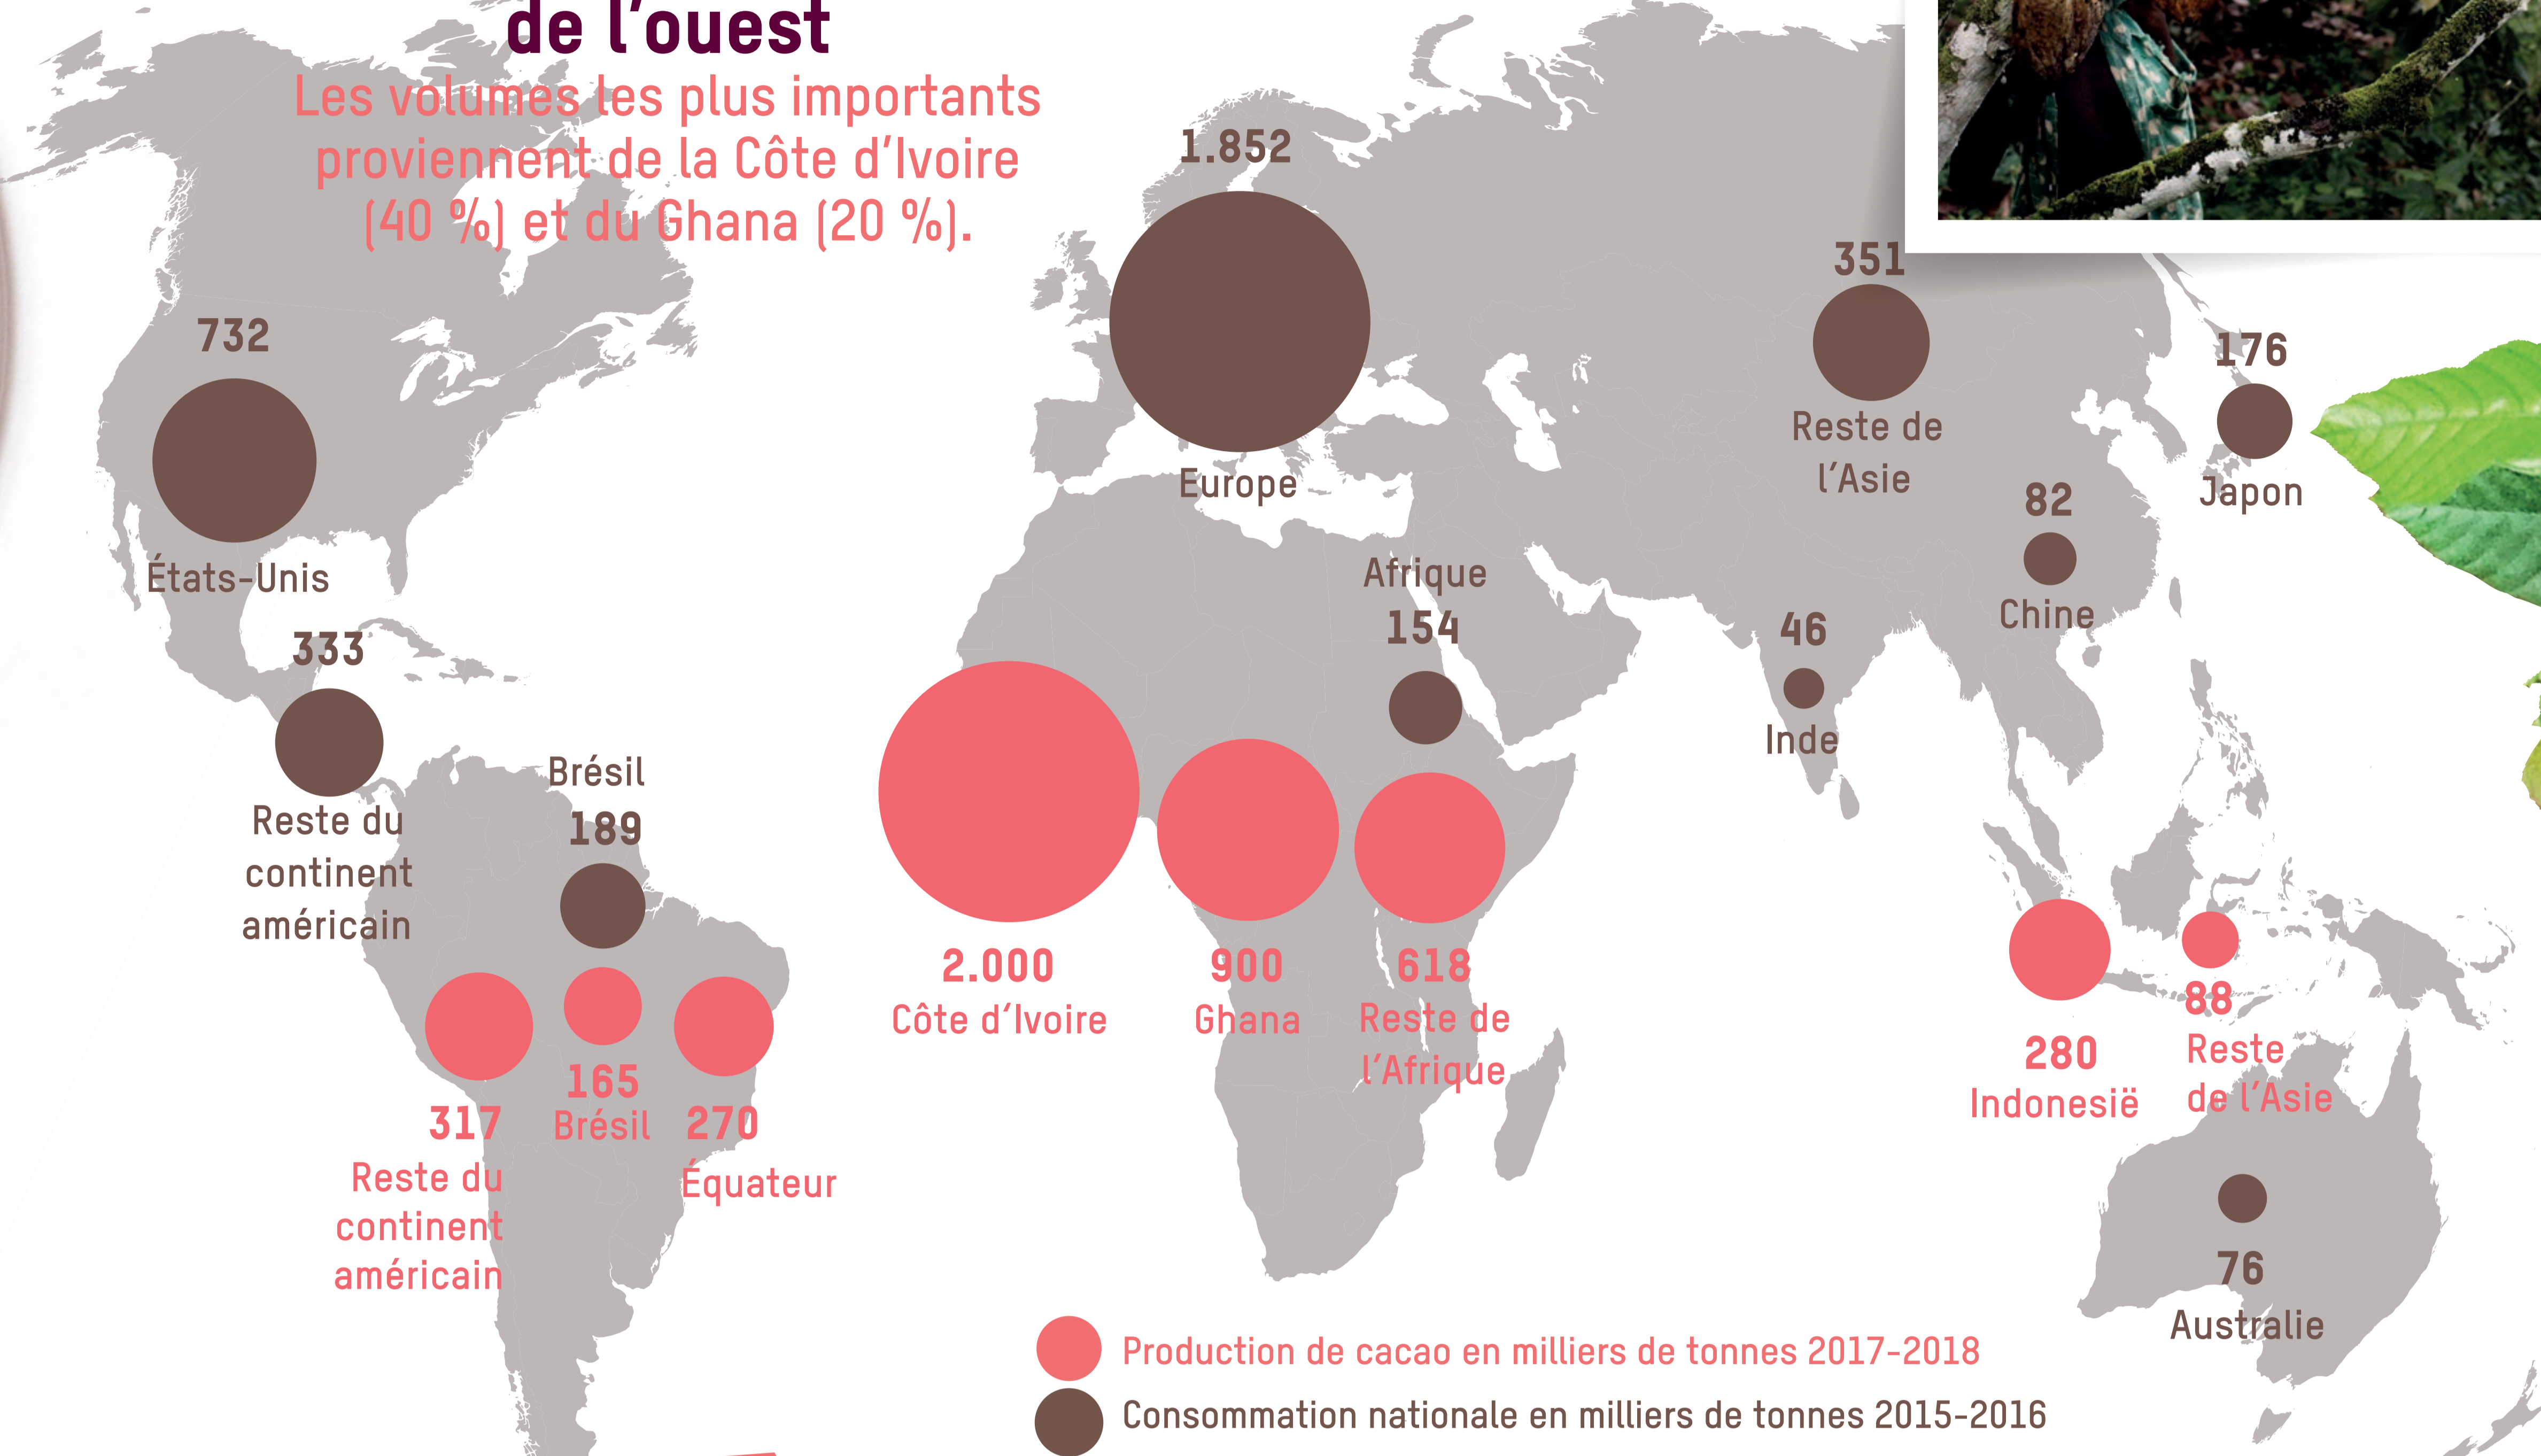 de l’ouest
Les volumes les plus importants
proviennent de la Côte d’Ivoire
(40 %) et du Ghana (20 %).
1.852
Europe
351
Reste de
l’Asie
176
Japon
82
Chine
46
Inde
732
États-Unis
333
Reste du
continent
américain
Brésil
189
Afrique
154
2.000
Côte d’Ivoire
900
Ghana
618
Reste de
l’Afrique
317
Reste du
continent
américain
165
Brésil
270
Équateur
280
Indonesië
88
Reste
de l’Asie
76
Australie
Production de cacao en milliers de tonnes 2017-2018
Consommation nationale en milliers de tonnes 2015-2016